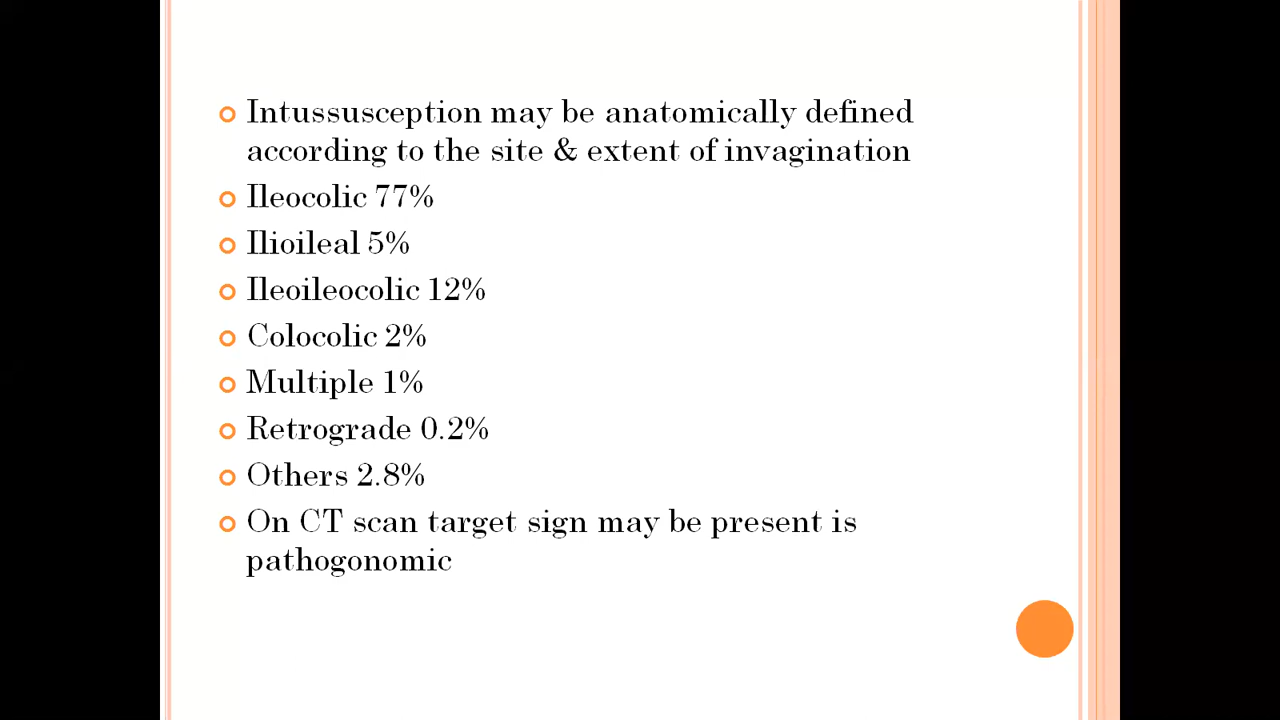 Intussusception may be anatomically defined
according to the site & extent of invagination
Ileocolic 77%
Ilioileal 5%
Ileoileocolic 12%
Colocolic 2%
Multiple 1%
Retrograde 0.2%
Others 2.8%
On CT scan target sign may be present is
pathogonomic